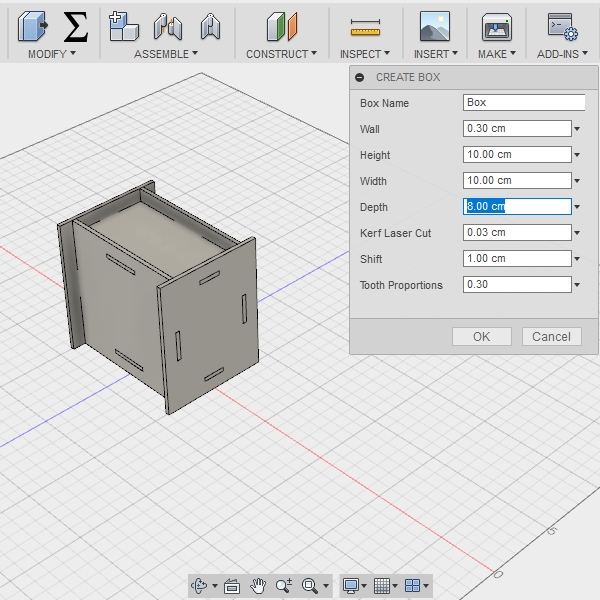 MODIFY ASSEMBLE CONSTRUCT INSPECT INSERT MAKE ADD-INS
CREATE BOX
Box Name Box
Wall 0.30 cm
Height 10.00 cm
Width 10.00 cm
Depth 8.00 cm
Kerf Laser Cut 0.03 cm
Shift 1.00 cm
Tooth Proportions 0.30
OK Cancel
5
0